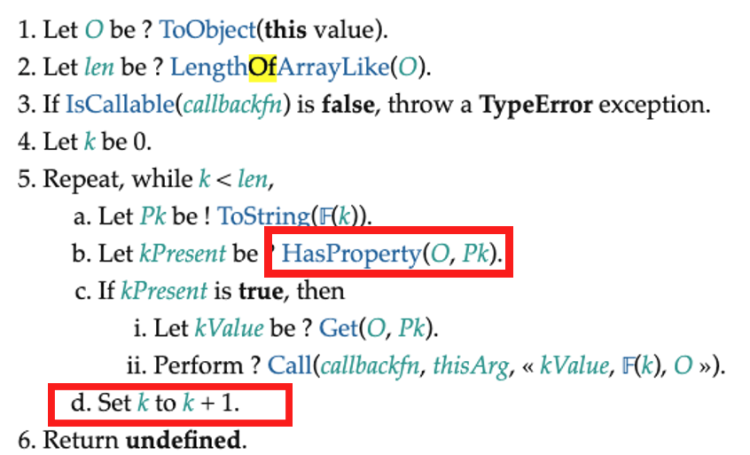 1. Let O be ? ToObject(this value).
2. Let len be ? LengthOfArrayLike(O).
3. If IsCallable(callbackfn) is false, throw a TypeError exception.
4. Let k be 0.
5. Repeat, while k < len,
a. Let Pk be ! ToString(𝔽(k)).
b. Let kPresent be ? HasProperty(O, Pk).
c. If kPresent is true, then
i. Let kValue be ? Get(O, Pk).
ii. Perform ? Call(callbackfn, thisArg, « kValue, 𝔽(k), O »).
d. Set k to k + 1.
6. Return undefined.